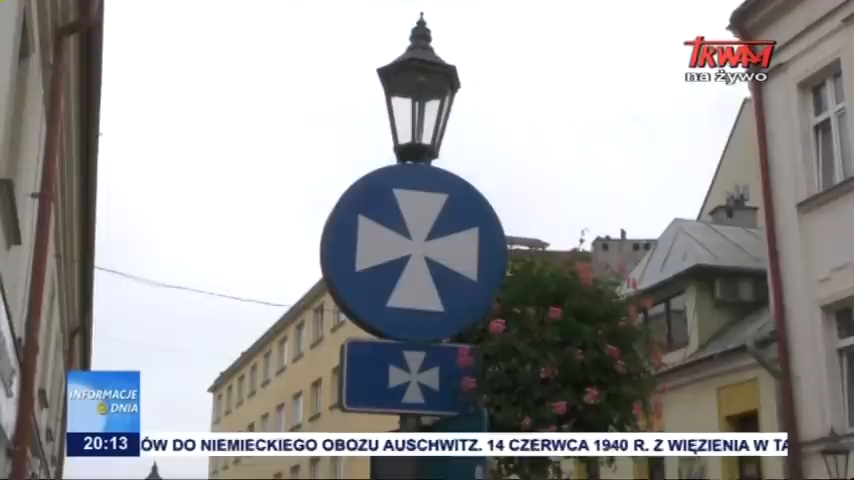 TRWAM
na żywo
INFORMACJE
DNIA
20:13
ÓW DO NIEMIECKIEGO OBOZU AUSCHWITZ. 14 CZERWCA 1940 R. Z WIĘZIENIA W TA